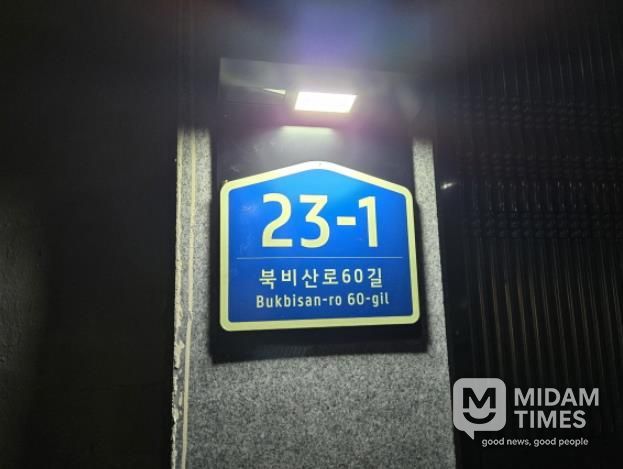 23-1
북비산로60길
Bukbisan-ro 60-gil
MIDAM
TIMES
good news, good people